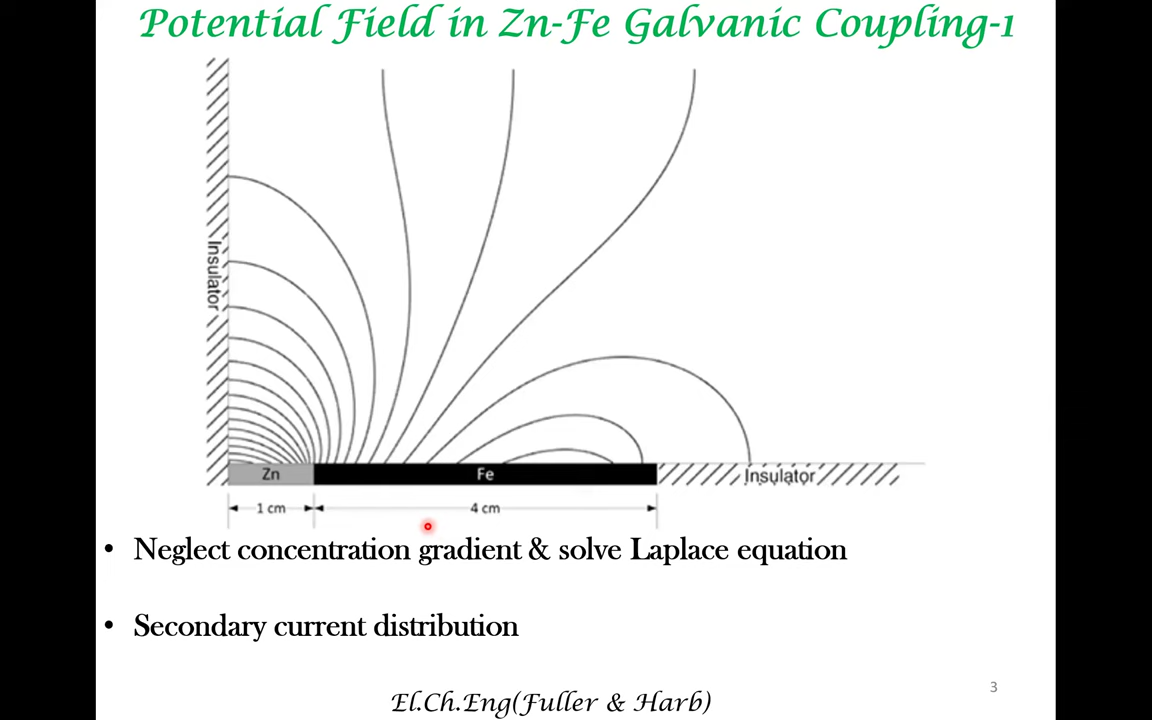 Potential Field in Zn-Fe Galvanic Coupling-1
Insulator
Zn
Fe
Insulator
1 cm
4 cm
• Neglect concentration gradient & solve Laplace equation
• Secondary current distribution
El.Ch.Eng(Fuller & Harb)
3